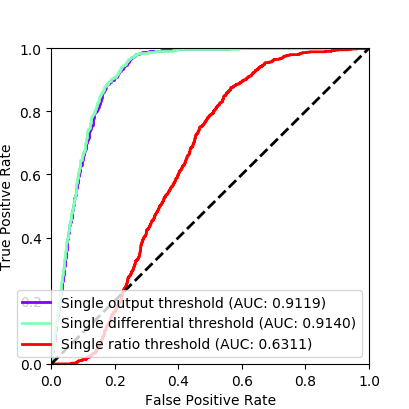 1.0
0.8
0.6
0.4
0.2
0.0
True Positive Rate
Single output threshold (AUC: 0.9119)
Single differential threshold (AUC: 0.9140)
Single ratio threshold (AUC: 0.6311)
0.0 0.2 0.4 0.6 0.8 1.0
False Positive Rate